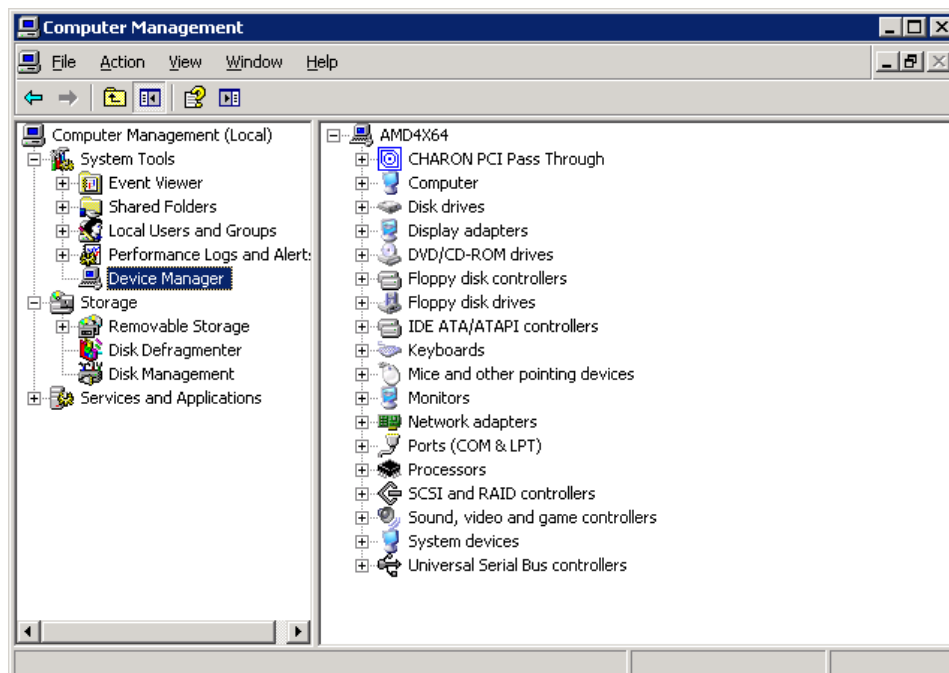 Computer Management
File Action View Window Help
Computer Management (Local)
System Tools
Event Viewer
Shared Folders
Local Users and Groups
Performance Logs and Alert:
Device Manager
Storage
Removable Storage
Disk Defragmenter
Disk Management
Services and Applications
AMD4X64
CHARON PCI Pass Through
Computer
Disk drives
Display adapters
DVD/CD-ROM drives
Floppy disk controllers
Floppy disk drives
IDE ATA/ATAPI controllers
Keyboards
Mice and other pointing devices
Monitors
Network adapters
Ports (COM & LPT)
Processors
SCSI and RAID controllers
Sound, video and game controllers
System devices
Universal Serial Bus controllers